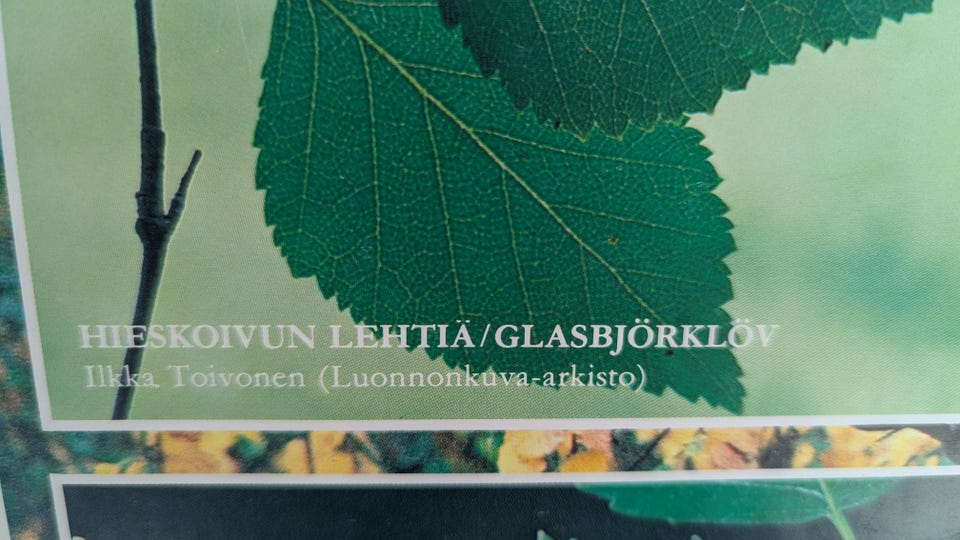 HIESKOIVUN LEHTIÄ/GLASBJÖRKLÖV
Ilkka Toivonen (Luonnonkuva-arkisto)